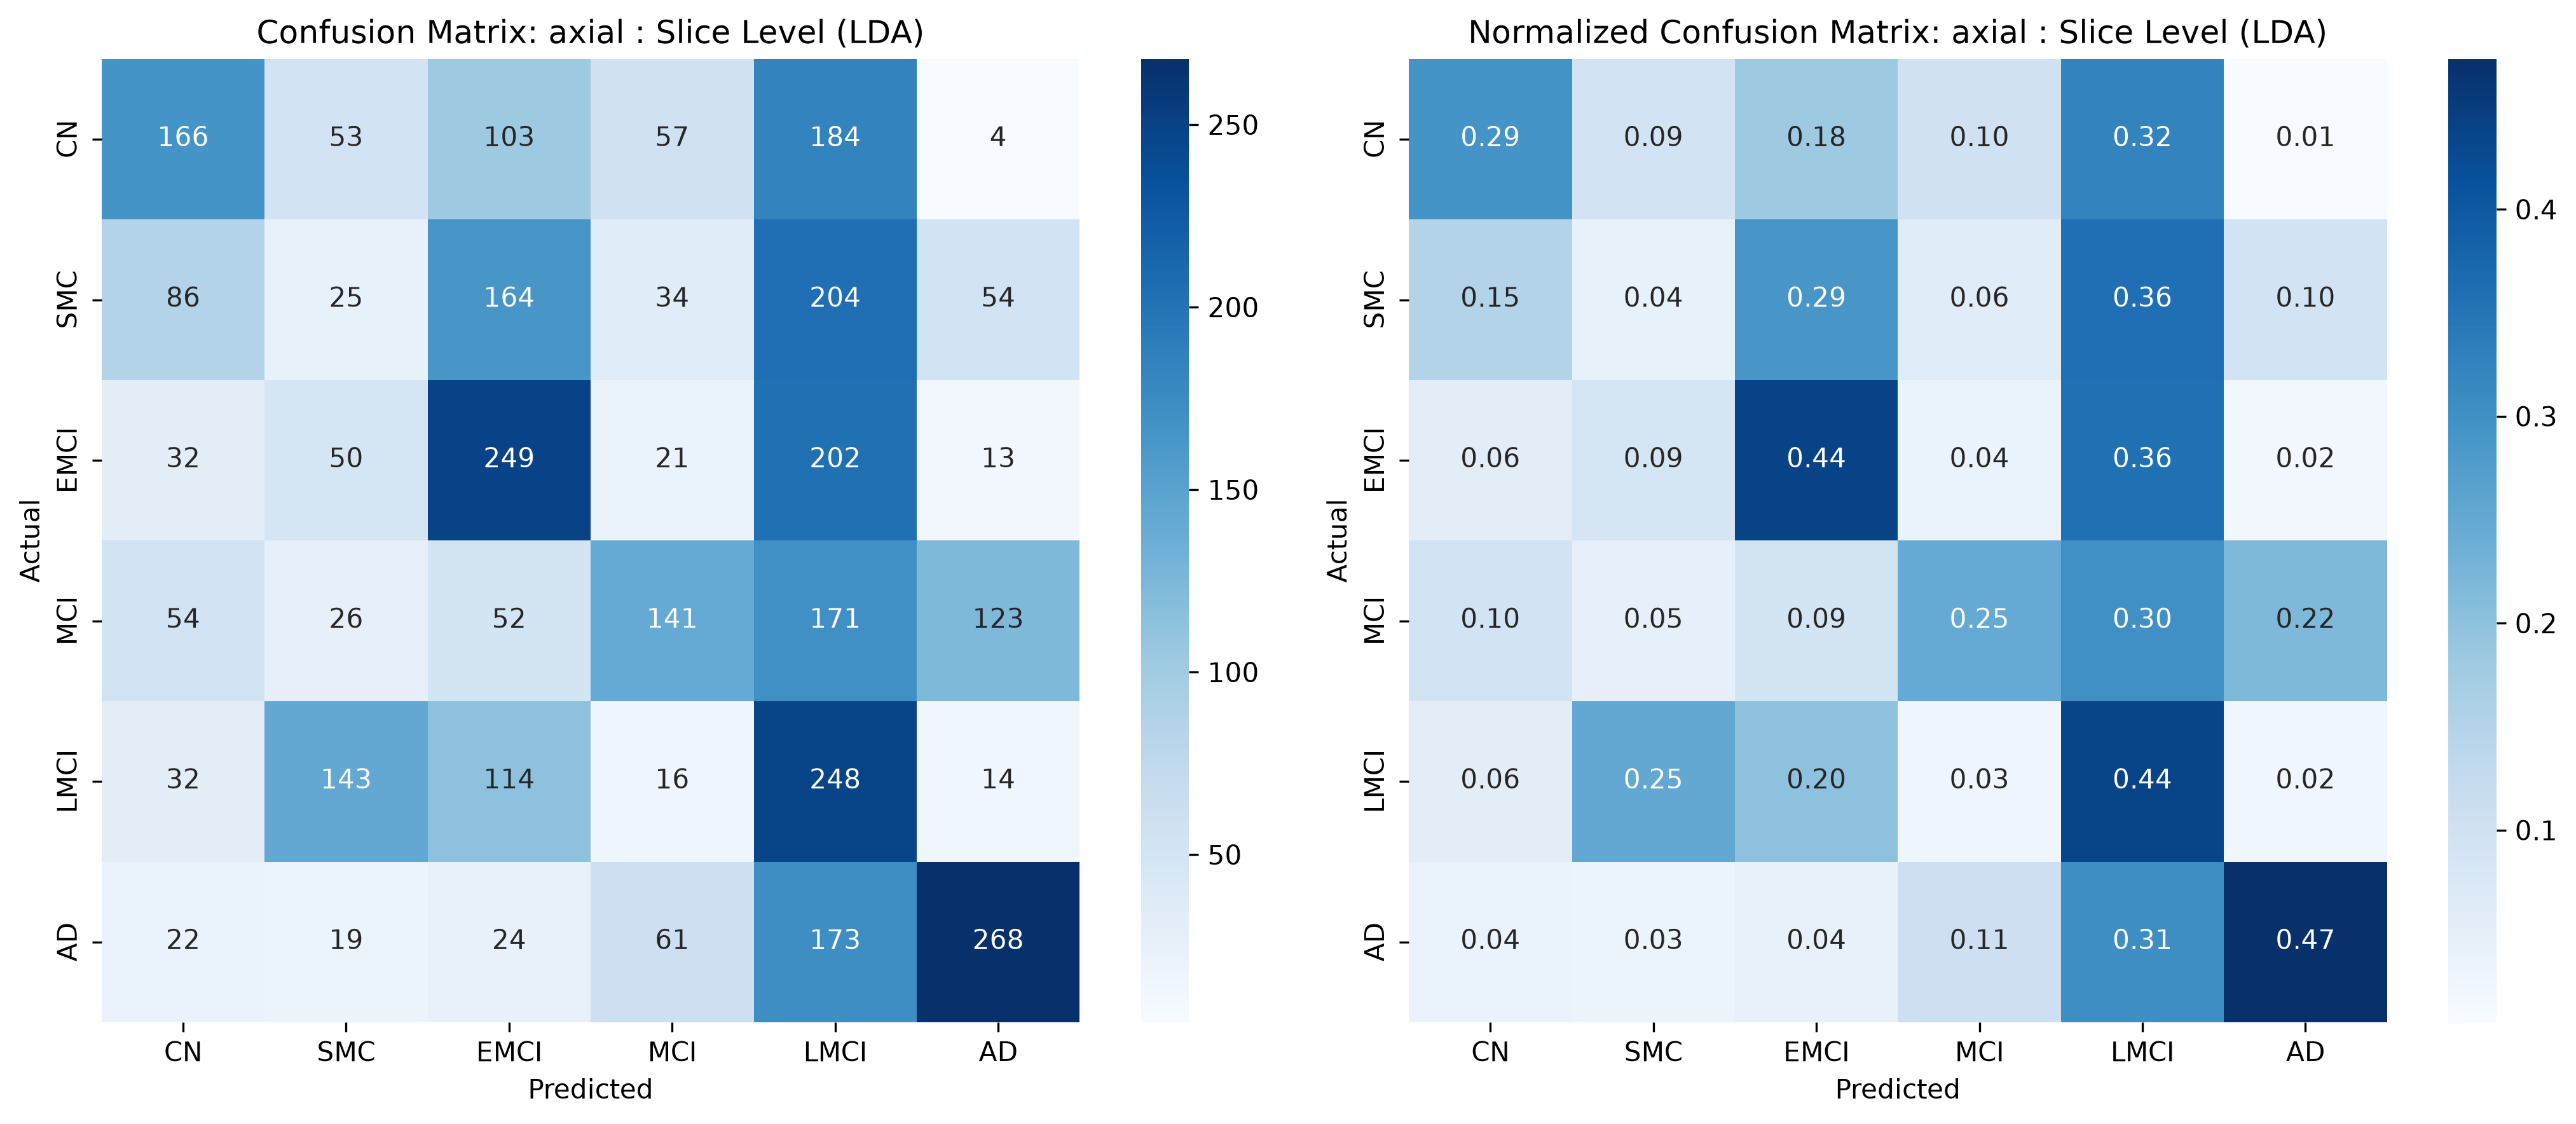 Confusion Matrix: axial : Slice Level (LDA)
Actual
CN 166 53 103 57 184 4
SMC 86 25 164 34 204 54
EMCI 32 50 249 21 202 13
MCI 54 26 52 141 171 123
LMCI 32 143 114 16 248 14
AD 22 19 24 61 173 268
CN SMC EMCI MCI LMCI AD
Predicted
250
200
150
100
50
Normalized Confusion Matrix: axial : Slice Level (LDA)
Actual
CN 0.29 0.09 0.18 0.10 0.32 0.01
SMC 0.15 0.04 0.29 0.06 0.36 0.10
EMCI 0.06 0.09 0.44 0.04 0.36 0.02
MCI 0.10 0.05 0.09 0.25 0.30 0.22
LMCI 0.06 0.25 0.20 0.03 0.44 0.02
AD 0.04 0.03 0.04 0.11 0.31 0.47
CN SMC EMCI MCI LMCI AD
Predicted
0.4
0.3
0.2
0.1